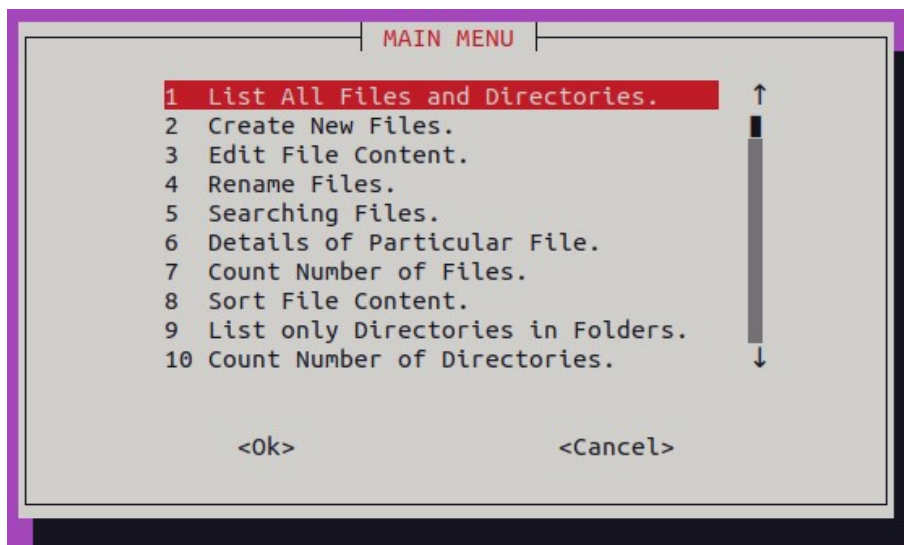 MAIN MENU
1 List All Files and Directories.
2 Create New Files.
3 Edit File Content.
4 Rename Files.
5 Searching Files.
6 Details of Particular File.
7 Count Number of Files.
8 Sort File Content.
9 List only Directories in Folders.
10 Count Number of Directories.
<Ok> <Cancel>